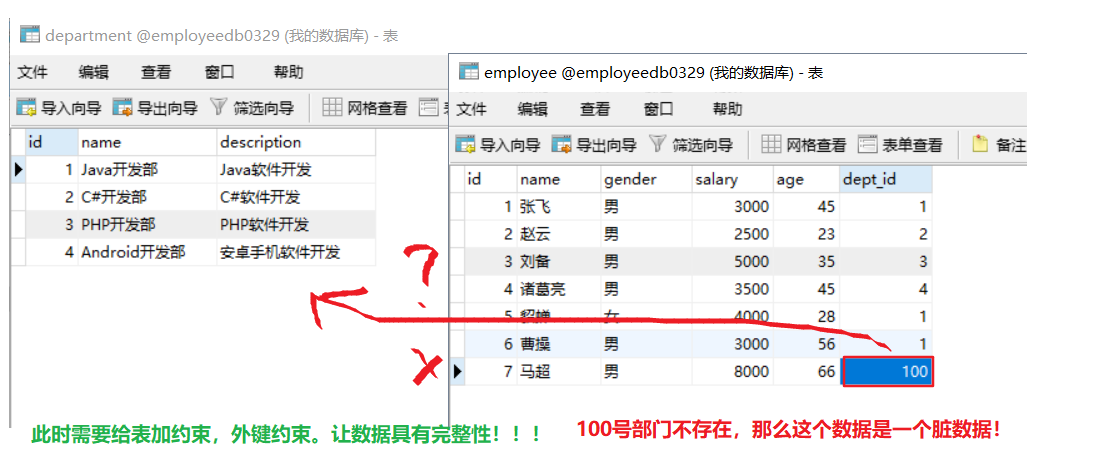 department @employeedb0329 (我的数据库) - 表
文件 编辑 查看 窗口 帮助
导入向导 导出向导 筛选向导 网格查看
id name description
1 Java开发部 Java软件开发
2 C#开发部 C#软件开发
3 PHP开发部 PHP软件开发
4 Android开发部 安卓手机软件开发
employee @employeedb0329 (我的数据库) - 表
文件 编辑 查看 窗口 帮助
导入向导 导出向导 筛选向导 网格查看 表单查看 备注
id name gender salary age dept_id
1 张飞 男 3000 45 1
2 赵云 男 2500 23 2
3 刘备 男 5000 35 3
4 诸葛亮 男 3500 45 4
5 貂蝉 女 4000 28 1
6 曹操 男 3000 56 1
7 马超 男 8000 66 100
?
X
此时需要给表加约束，外键约束。让数据具有完整性！！！
100号部门不存在，那么这个数据是一个脏数据！